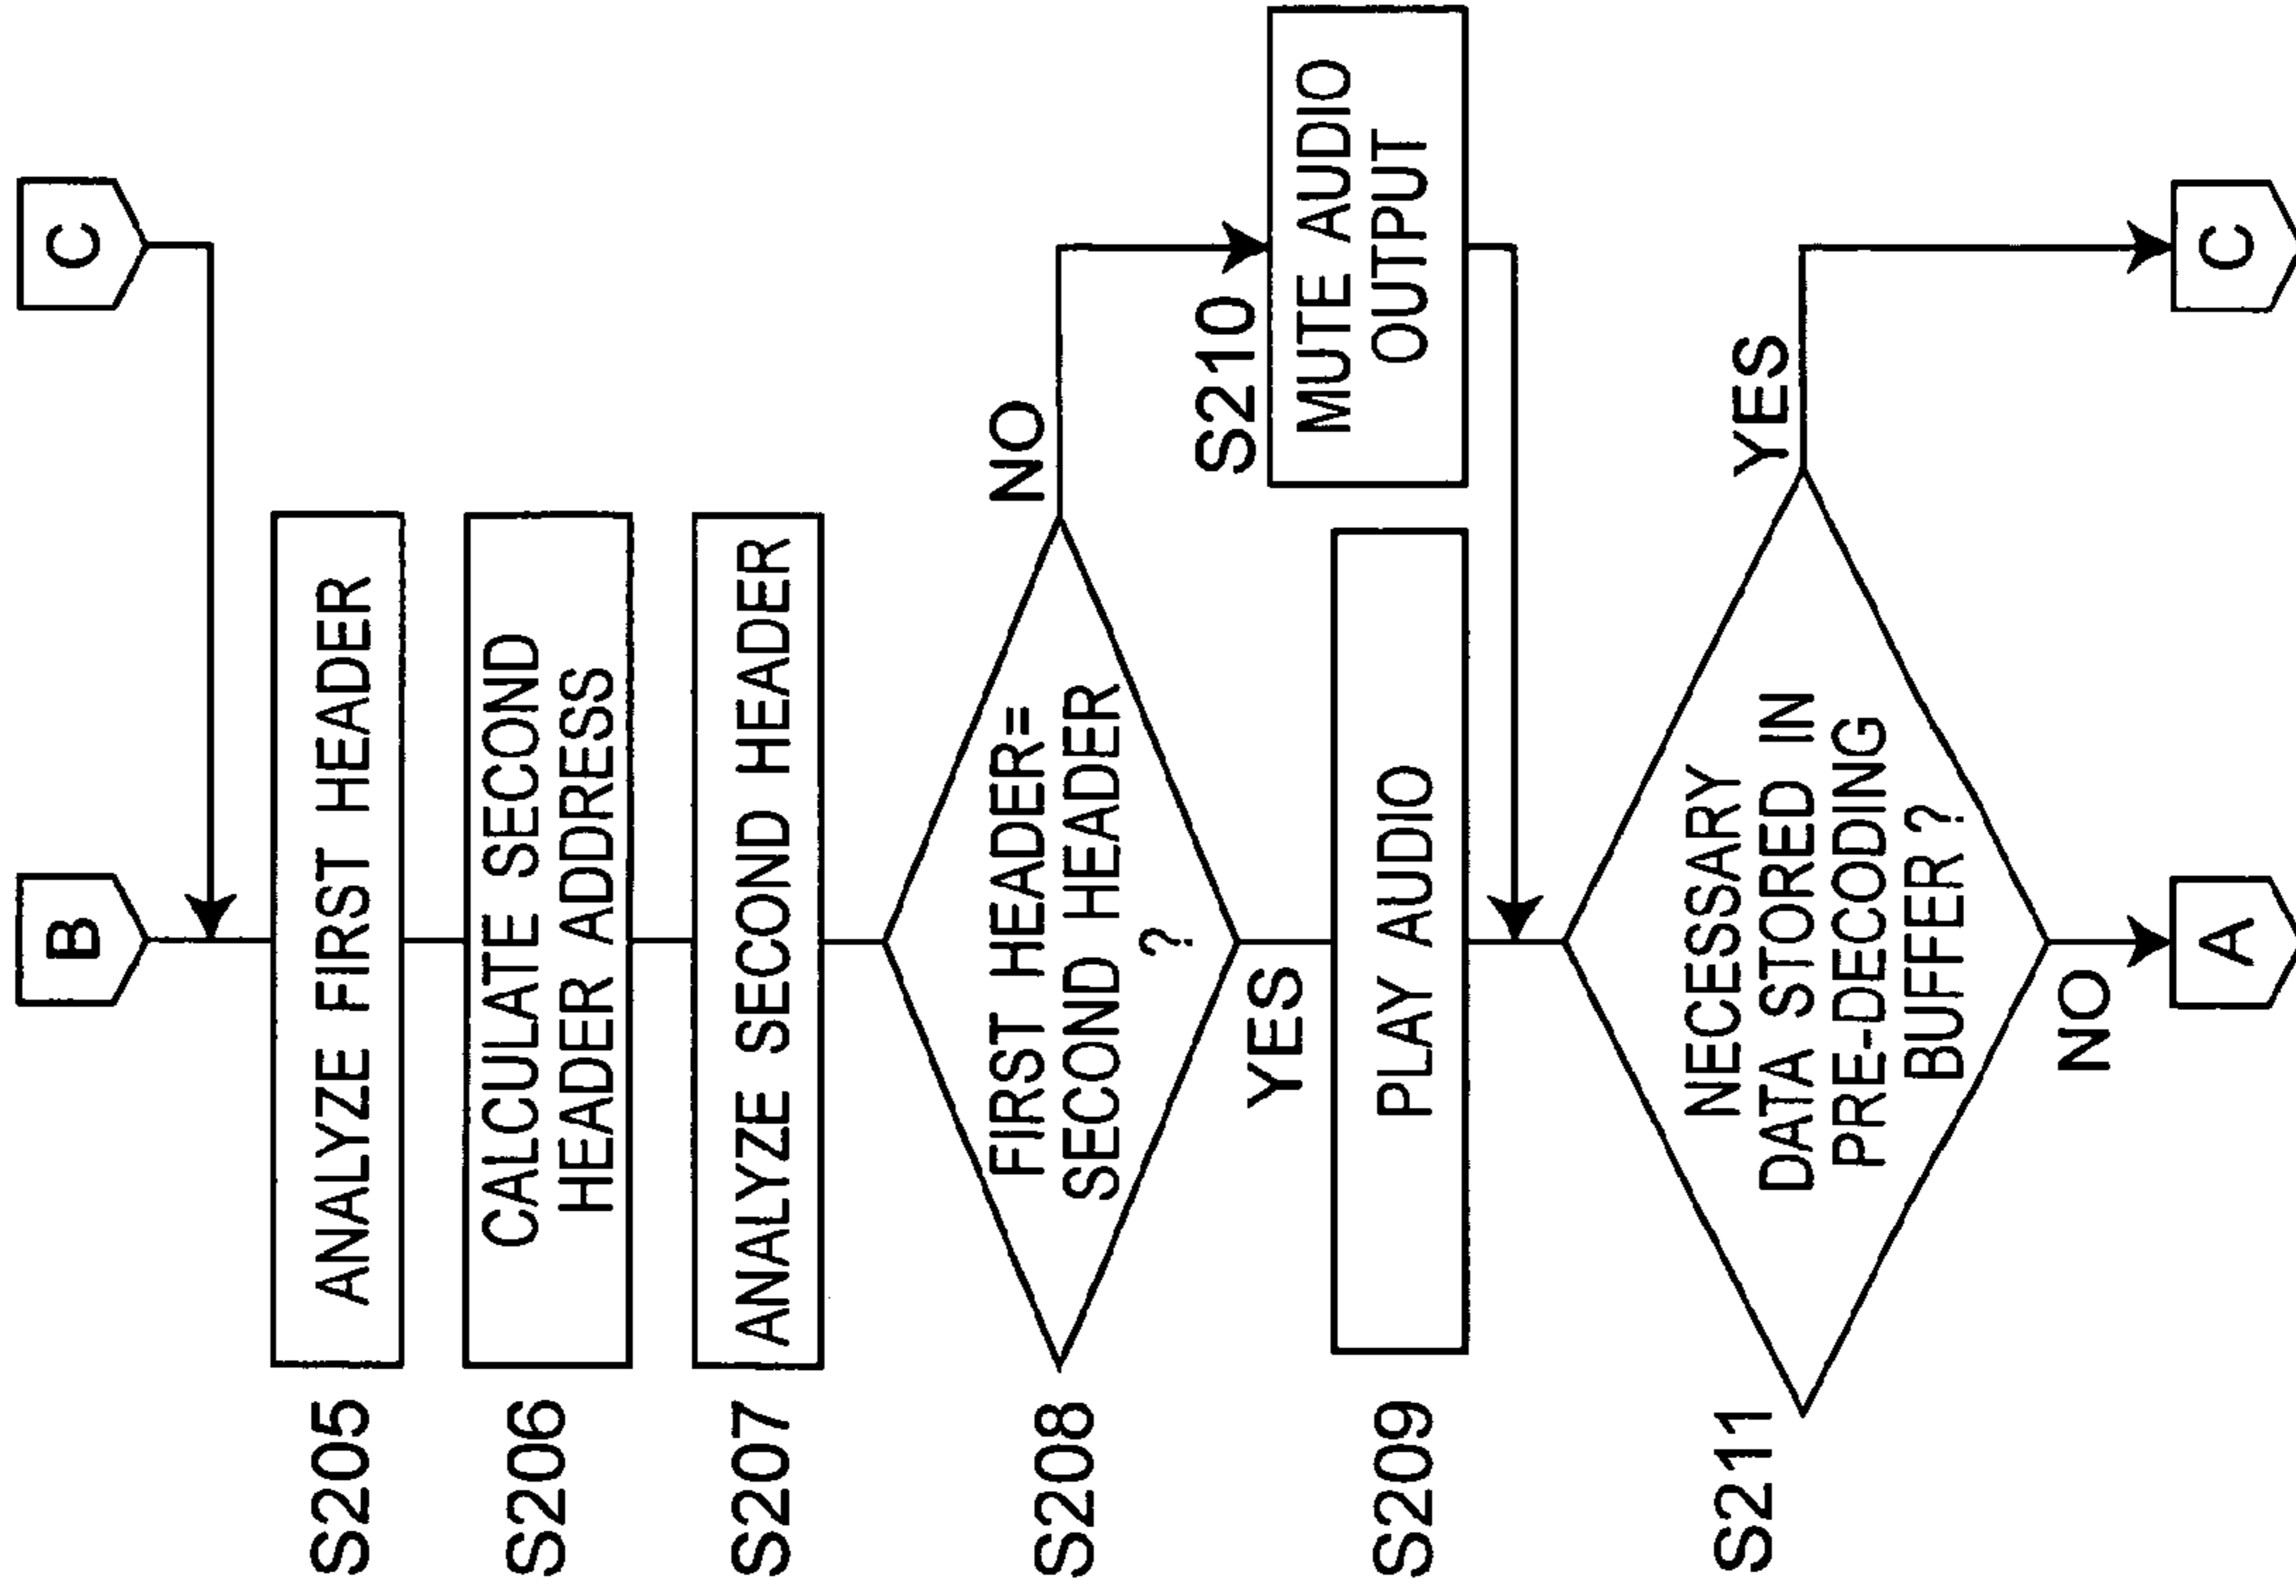 B
C
S205
ANALYZE FIRST HEADER
S206
CALCULATE SECOND
HEADER ADDRESS
S207
ANALYZE SECOND HEADER
S208
FIRST HEADER=
SECOND HEADER
?
NO
YES
S210
MUTE AUDIO
OUTPUT
S209
PLAY AUDIO
S211
NECESSARY
DATA STORED IN
PRE-DECODING
BUFFER ?
YES
NO
A
C